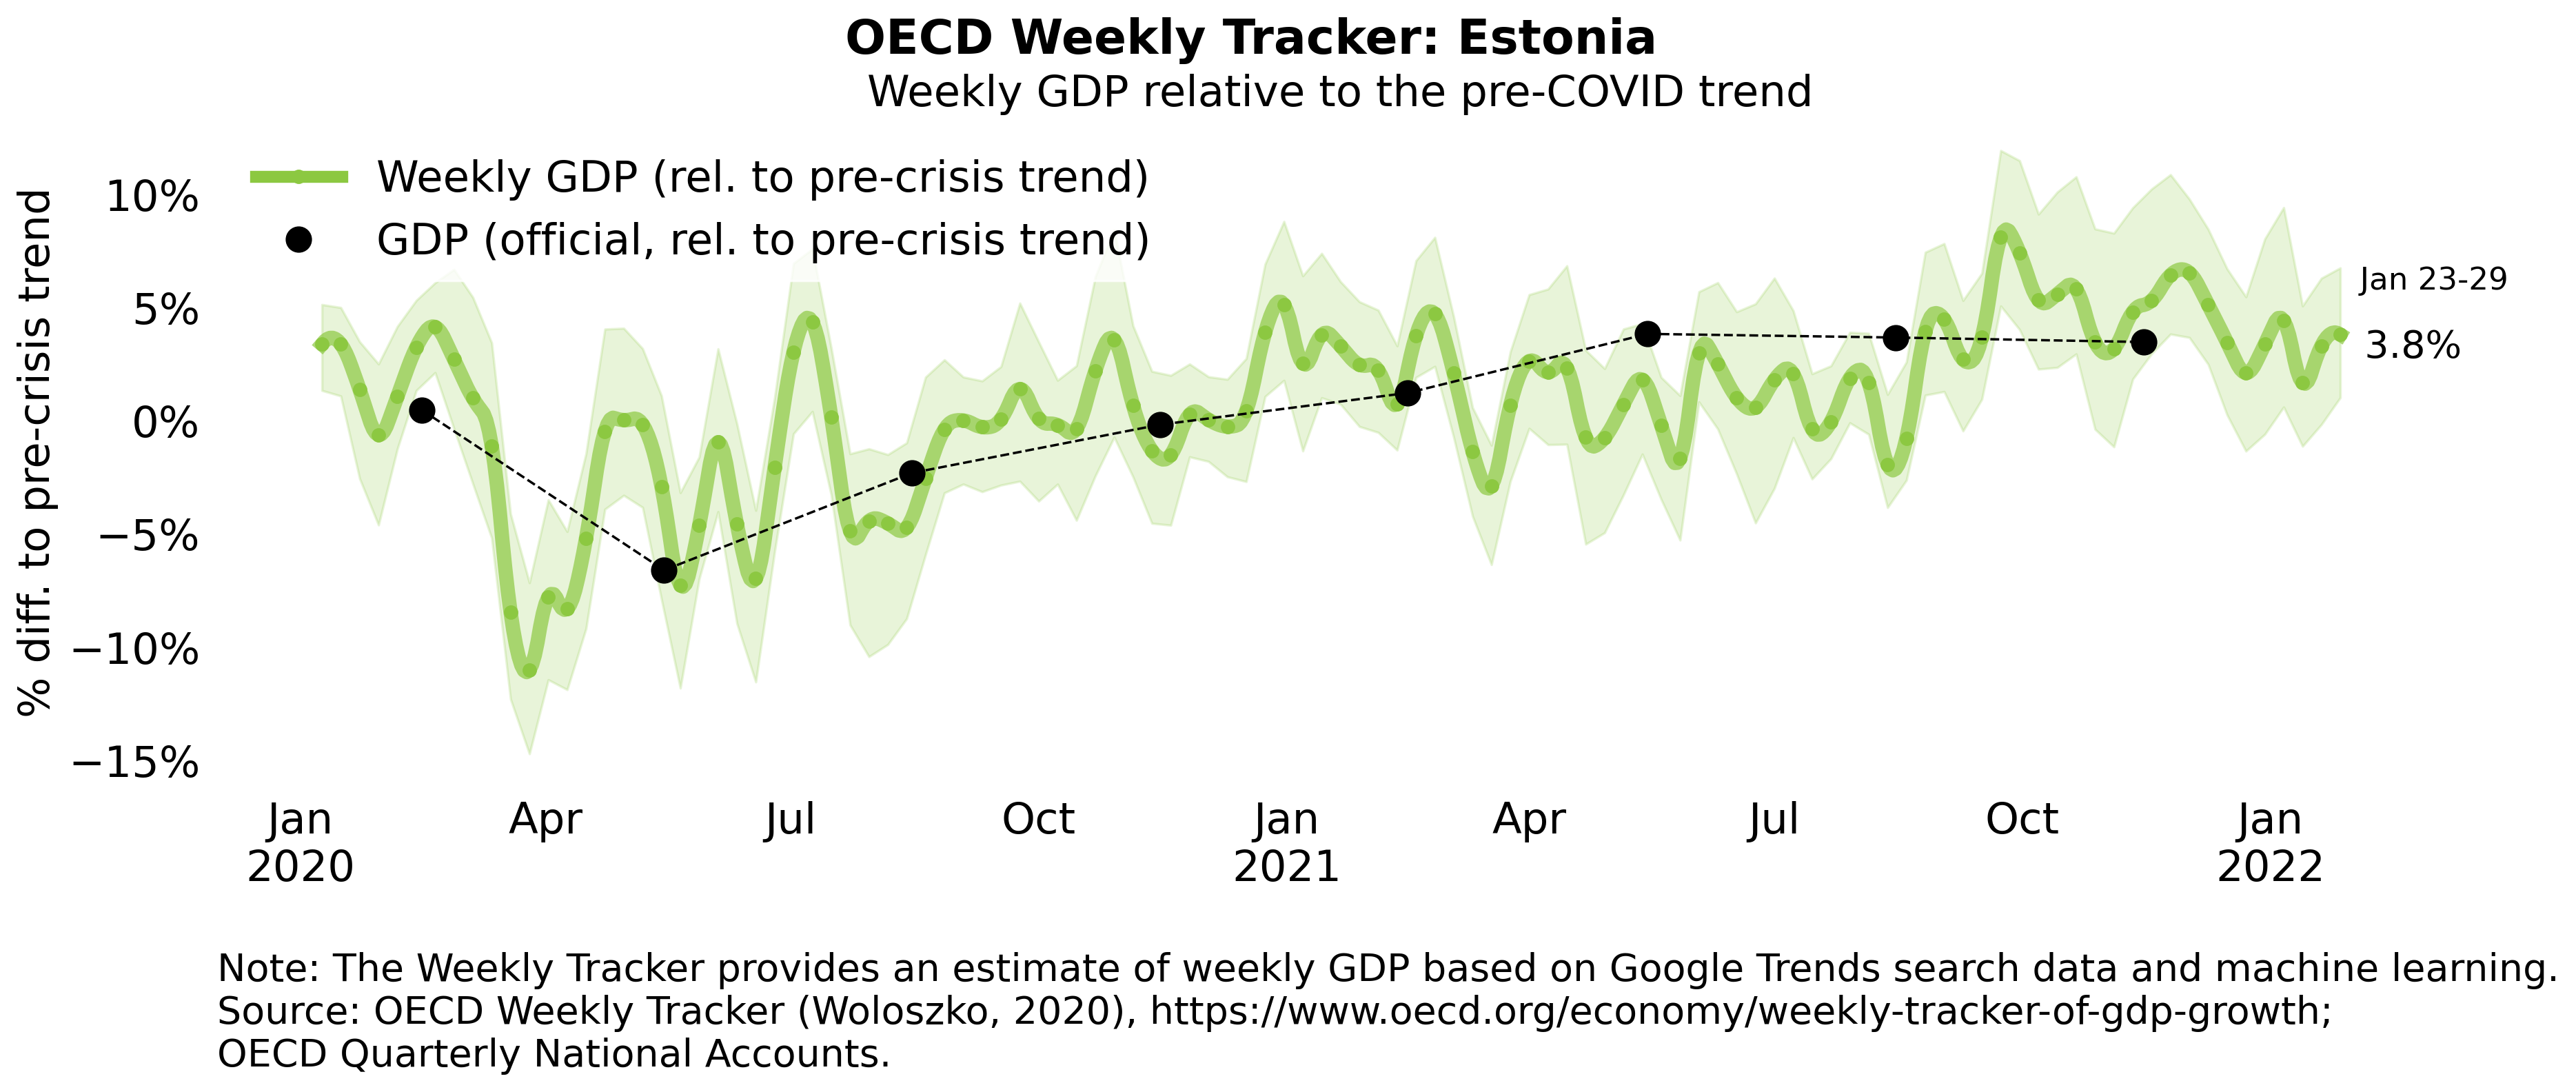 OECD Weekly Tracker: Estonia
Weekly GDP relative to the pre-COVID trend
Weekly GDP (rel. to pre-crisis trend)
GDP (official, rel. to pre-crisis trend)
% diff. to pre-crisis trend
10%
5%
0%
−5%
−10%
−15%
Jan 23-29
3.8%
Jan Apr Jul Oct Jan Apr Jul Oct Jan
2020 2021 2022
Note: The Weekly Tracker provides an estimate of weekly GDP based on Google Trends search data and machine learning.
Source: OECD Weekly Tracker (Woloszko, 2020), https://www.oecd.org/economy/weekly-tracker-of-gdp-growth;
OECD Quarterly National Accounts.